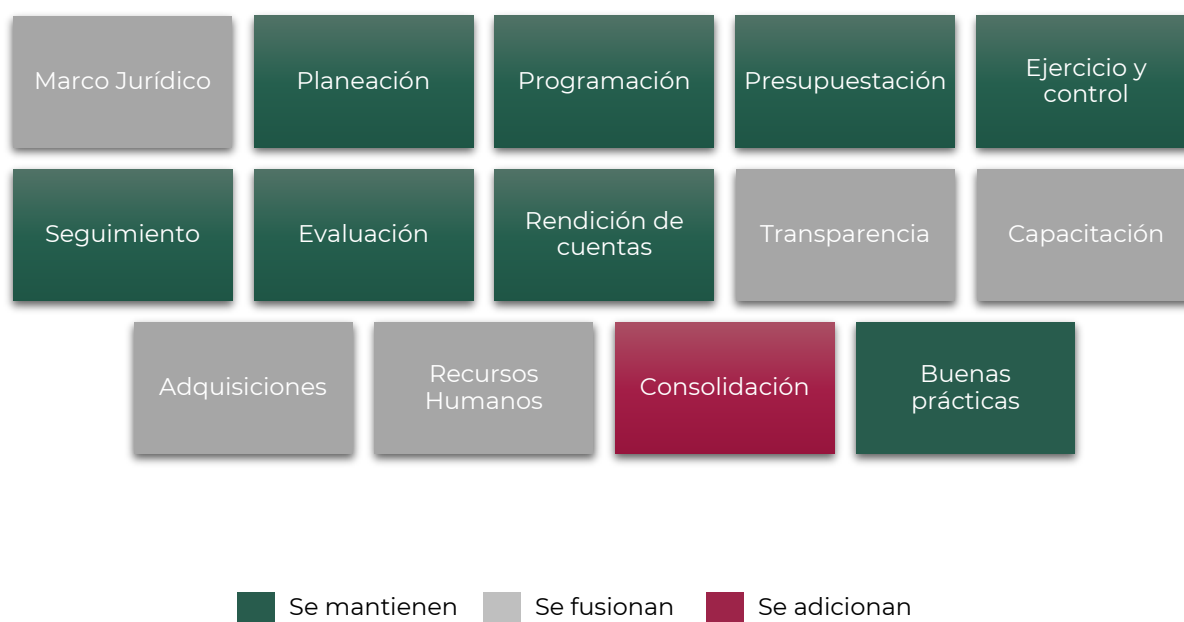 Marco Jurídico
Planeación
Programación
Presupuestación
Ejercicio y
control
Seguimiento
Evaluación
Rendición de
cuentas
Transparencia
Capacitación
Adquisiciones
Recursos
Humanos
Consolidación
Buenas
prácticas
Se mantienen
Se fusionan
Se adicionan